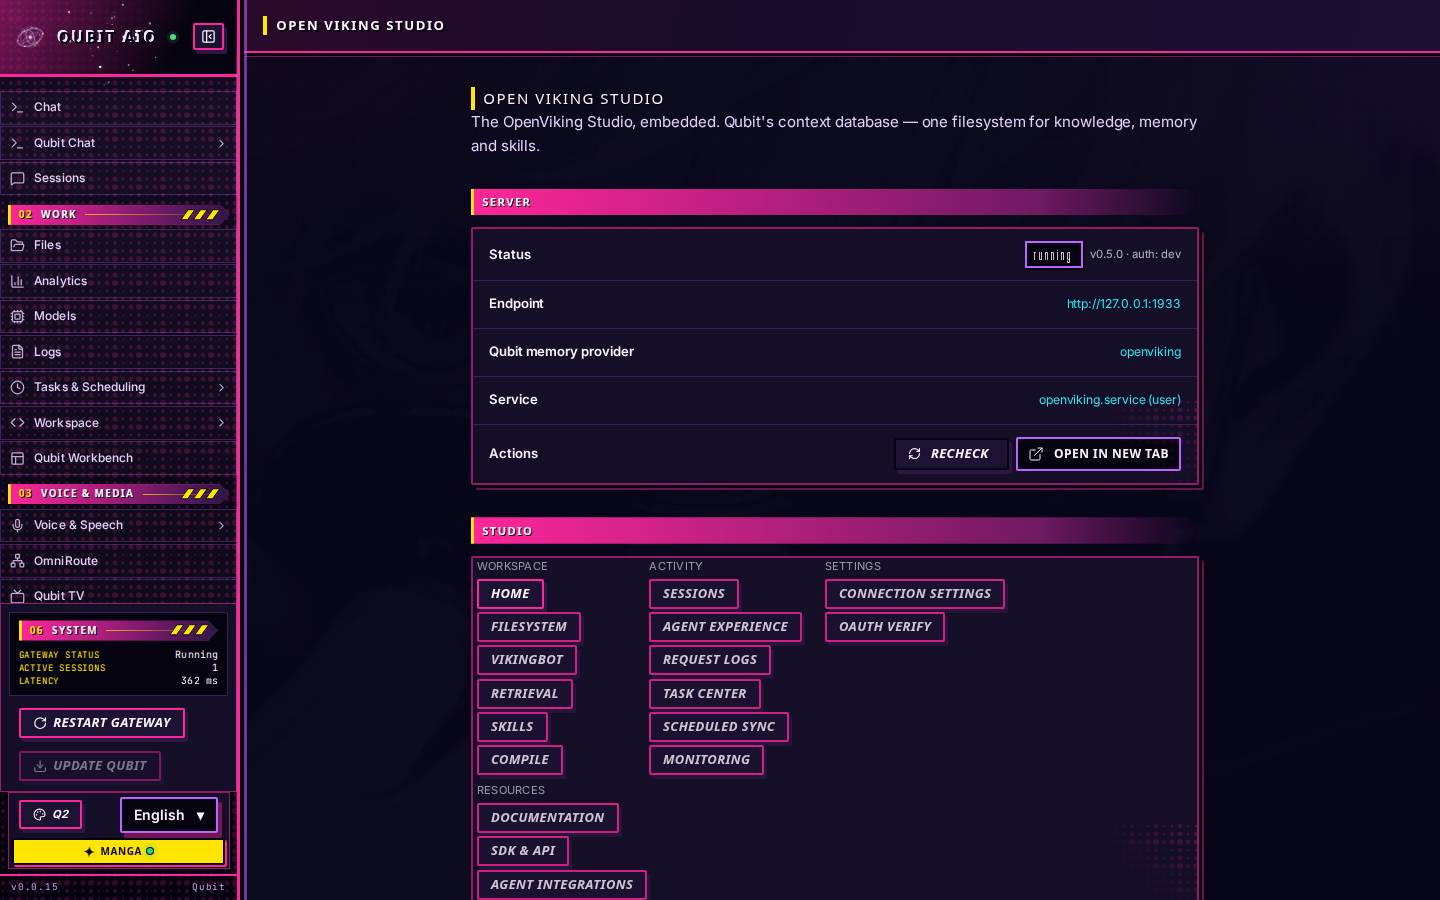 QUBIT AIO
Chat
Qubit Chat
Sessions
02 WORK
Files
Analytics
Models
Logs
Tasks & Scheduling
Workspace
Qubit Workbench
03 VOICE & MEDIA
Voice & Speech
OmniRoute
Qubit TV
06 SYSTEM
GATEWAY STATUS Running
ACTIVE SESSIONS 1
LATENCY 362 ms
RESTART GATEWAY
UPDATE QUBIT
Q2 English
MANGA
v0.0.15 Qubit
OPEN VIKING STUDIO
OPEN VIKING STUDIO
The OpenViking Studio, embedded. Qubit's context database — one filesystem for knowledge, memory
and skills.
SERVER
Status running v0.5.0 · auth: dev
Endpoint http://127.0.0.1:1933
Qubit memory provider openviking
Service openviking.service (user)
Actions RECHECK OPEN IN NEW TAB
STUDIO
WORKSPACE
HOME
FILESYSTEM
VIKINGBOT
RETRIEVAL
SKILLS
COMPILE
ACTIVITY
SESSIONS
AGENT EXPERIENCE
REQUEST LOGS
TASK CENTER
SCHEDULED SYNC
MONITORING
SETTINGS
CONNECTION SETTINGS
OAUTH VERIFY
RESOURCES
DOCUMENTATION
SDK & API
AGENT INTEGRATIONS